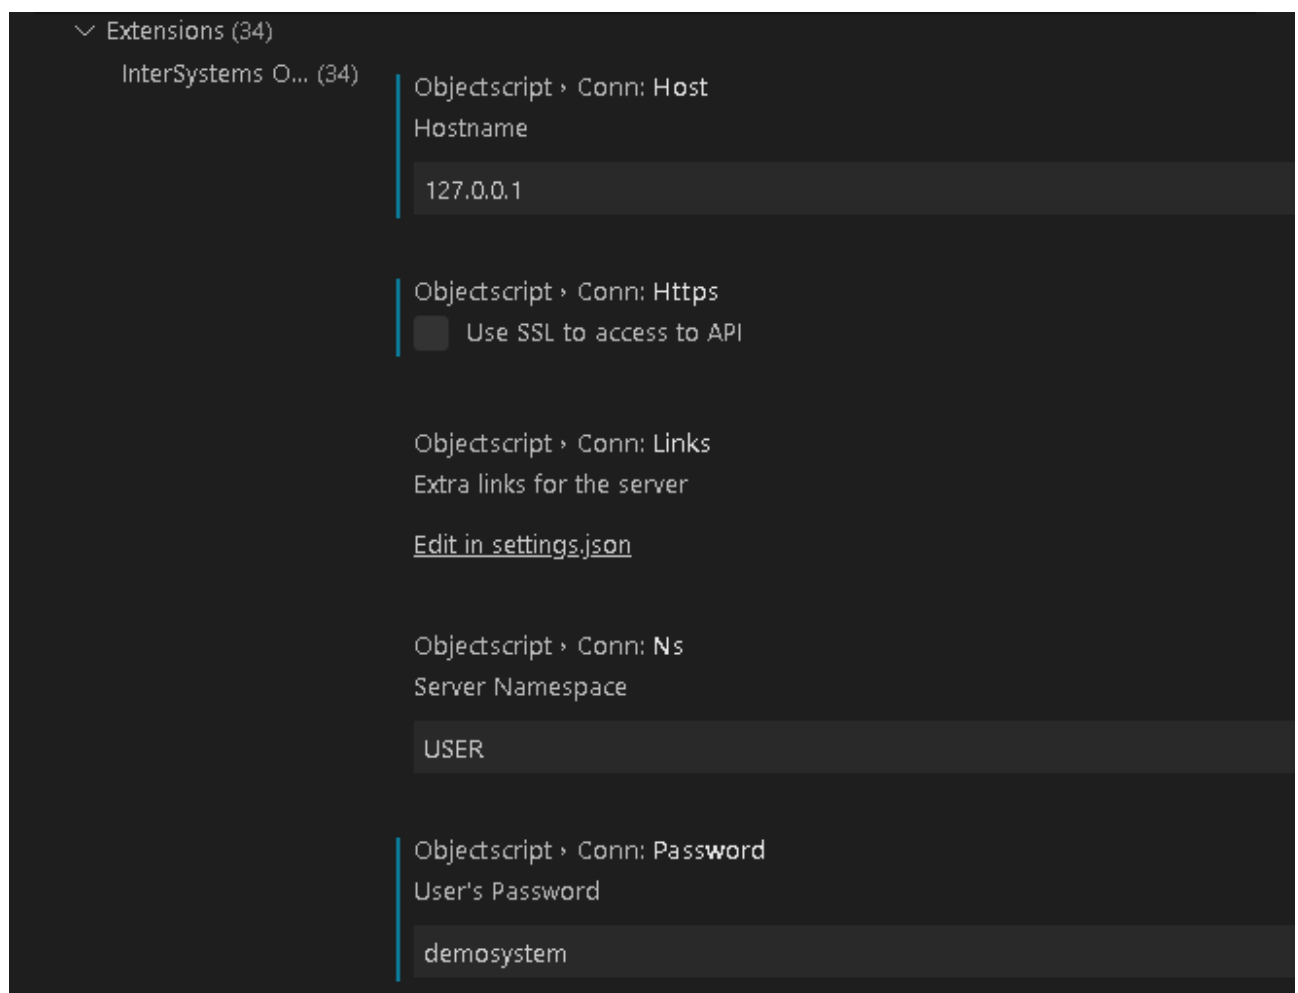 Extensions (34)
InterSystems O... (34)
Objectscript › Conn: Host
Hostname
127.0.0.1
Objectscript › Conn: Https
Use SSL to access to API
Objectscript › Conn: Links
Extra links for the server
Edit in settings.json
Objectscript › Conn: Ns
Server Namespace
USER
Objectscript › Conn: Password
User's Password
demosystem